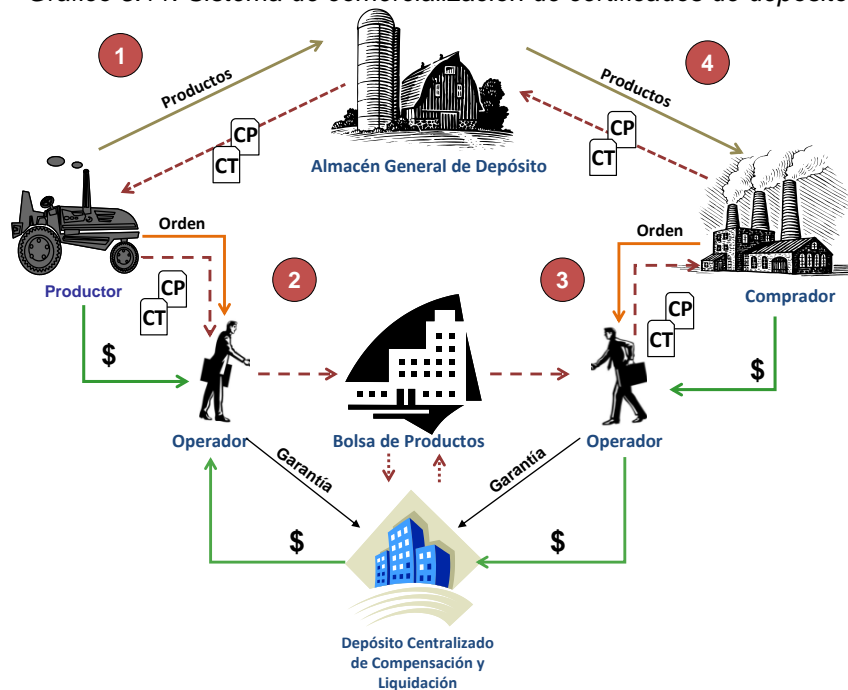 1
4
Productos
Productos
CP
CT
CP
CT
Almacén General de Depósito
Orden
Orden
Productor
2
3
Comprador
CP
CT
CP
CT
$
$
Operador
Bolsa de Productos
Operador
Garantía
Garantía
$
$
Depósito Centralizado
de Compensación y
Liquidación